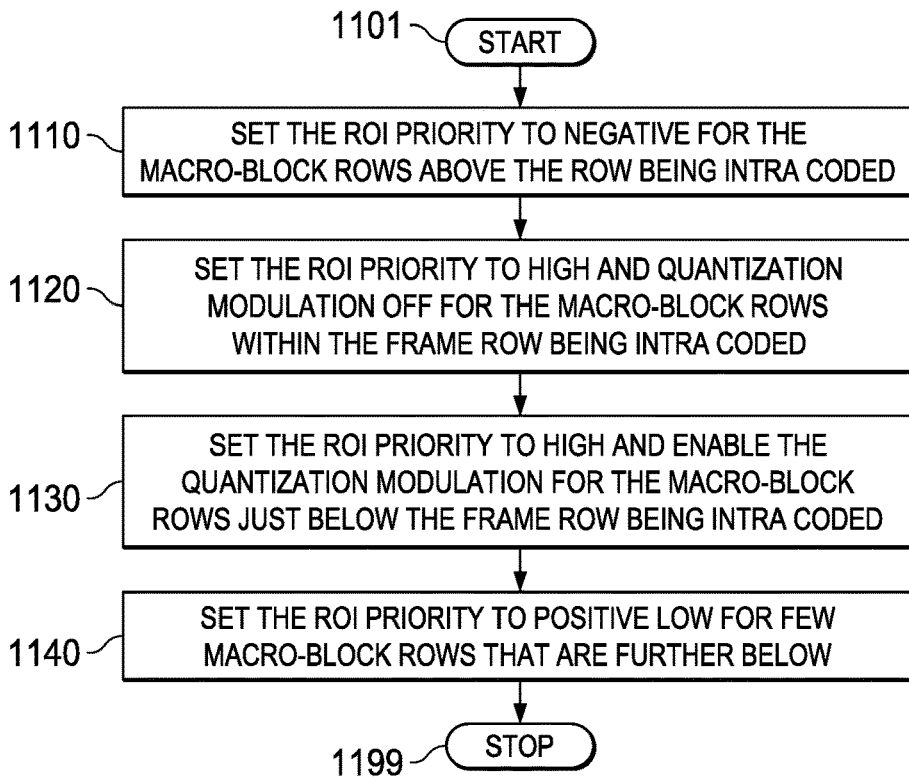 1101
START
1110
SET THE ROI PRIORITY TO NEGATIVE FOR THE
MACRO-BLOCK ROWS ABOVE THE ROW BEING INTRA CODED
1120
SET THE ROI PRIORITY TO HIGH AND QUANTIZATION
MODULATION OFF FOR THE MACRO-BLOCK ROWS
WITHIN THE FRAME ROW BEING INTRA CODED
1130
SET THE ROI PRIORITY TO HIGH AND ENABLE THE
QUANTIZATION MODULATION FOR THE MACRO-BLOCK
ROWS JUST BELOW THE FRAME ROW BEING INTRA CODED
1140
SET THE ROI PRIORITY TO POSITIVE LOW FOR FEW
MACRO-BLOCK ROWS THAT ARE FURTHER BELOW
1199
STOP